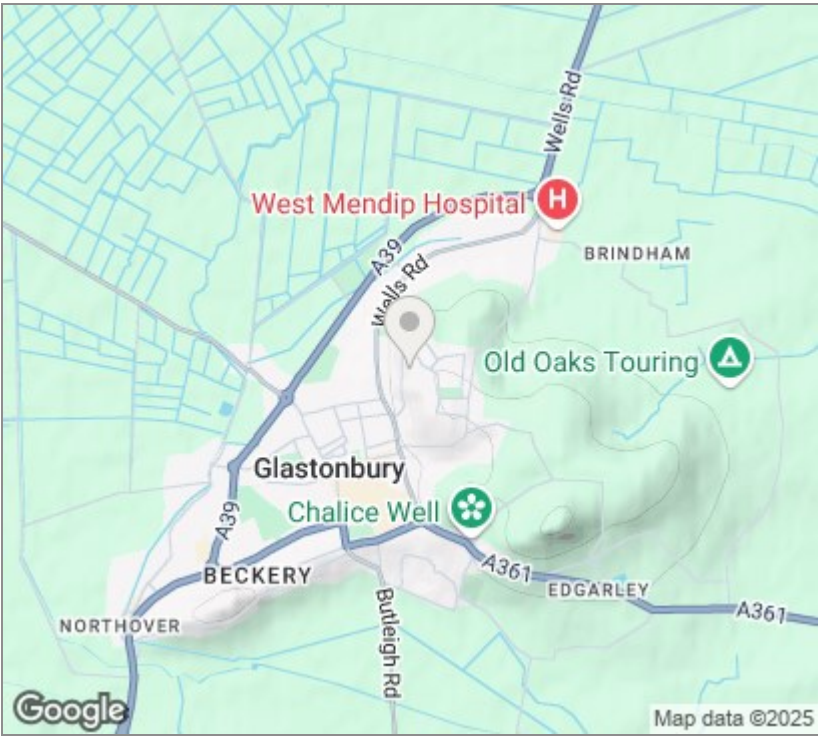 Wells Rd
West Mendip Hospital
H
BRINDHAM
A39
Wells Rd
Old Oaks Touring
Glastonbury
Chalice Well
A39
BECKERY
A361
EDGARLEY
A361
NORTHOVER
Butleigh Rd
Google
Map data ©2025